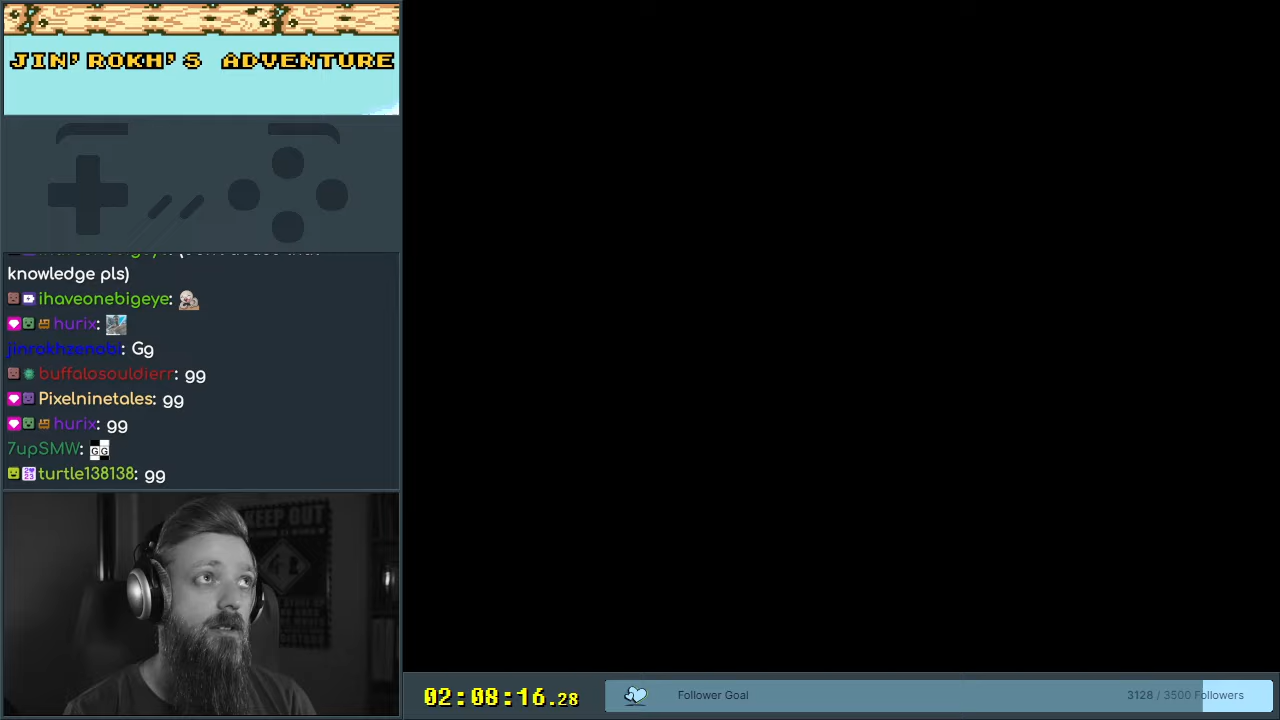 JIN'ROKH'S ADVENTURE
knowledge pls)
ihaveonebigeye:
hurix:
jinrokhzenobi: Gg
buffalosouldierr: gg
Pixelninetales: gg
hurix: gg
7upSMW: GG
turtle138138: gg
KEEP OUT
02:08:16.28
Follower Goal
3128 / 3500 Followers